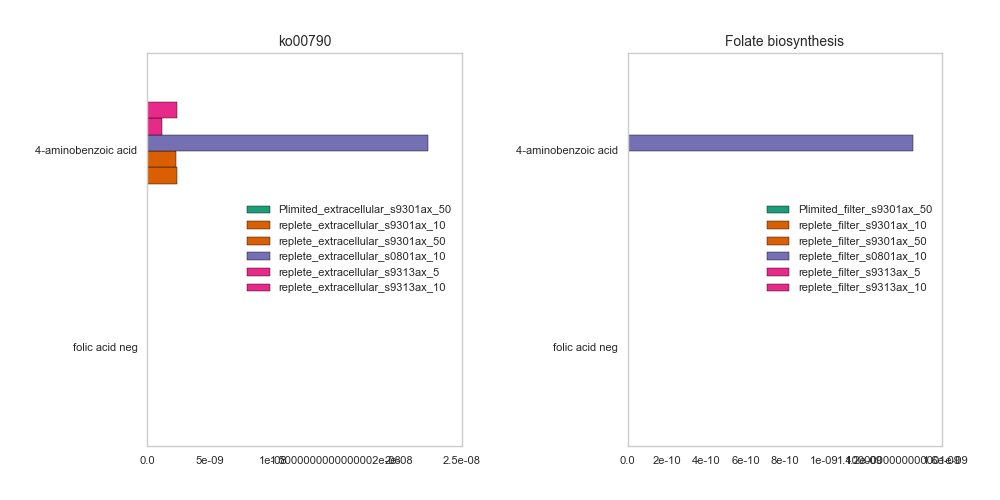 ko00790
Folate biosynthesis
4-aminobenzoic acid
folic acid neg
Plimited_extracellular_s9301ax_50
replete_extracellular_s9301ax_10
replete_extracellular_s9301ax_50
replete_extracellular_s0801ax_10
replete_extracellular_s9313ax_5
replete_extracellular_s9313ax_10
0.0 5e-09 2.5e-08
4-aminobenzoic acid
folic acid neg
Plimited_filter_s9301ax_50
replete_filter_s9301ax_10
replete_filter_s9301ax_50
replete_filter_s0801ax_10
replete_filter_s9313ax_5
replete_filter_s9313ax_10
0.0 2e-10 4e-10 6e-10 8e-10